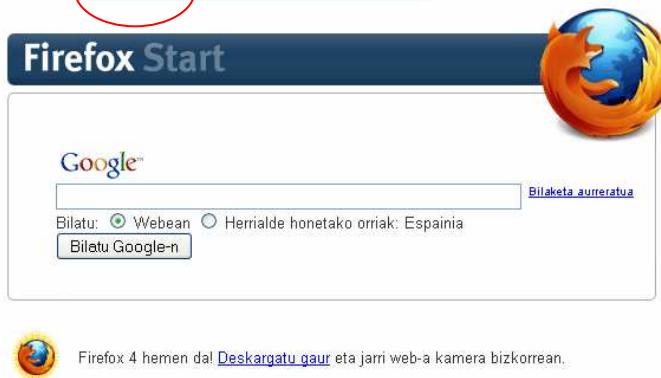 Firefox Start
Google™
Bilaketa aurreratua
Bilatu: Webean Herrialde honetako orriak: Espainia
Bilatu Google-n
Firefox 4 hemen da! Deskargatu gaur eta jarri web-a kamera bizkorrean.